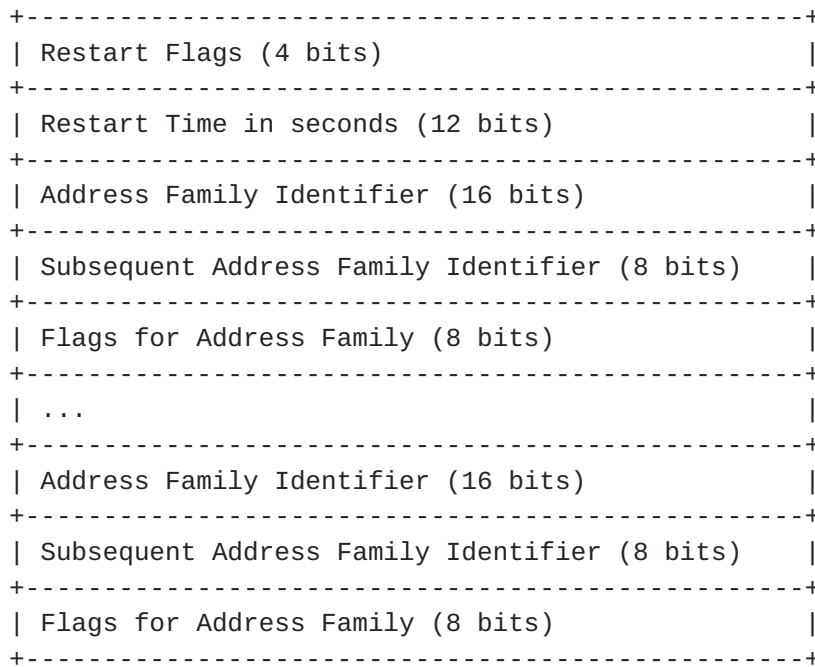 +--------------------------------------------------+
| Restart Flags (4 bits)                           |
+--------------------------------------------------+
| Restart Time in seconds (12 bits)                |
+--------------------------------------------------+
| Address Family Identifier (16 bits)              |
+--------------------------------------------------+
| Subsequent Address Family Identifier (8 bits)    |
+--------------------------------------------------+
| Flags for Address Family (8 bits)                |
+--------------------------------------------------+
| ...                                              |
+--------------------------------------------------+
| Address Family Identifier (16 bits)              |
+--------------------------------------------------+
| Subsequent Address Family Identifier (8 bits)    |
+--------------------------------------------------+
| Flags for Address Family (8 bits)                |
+--------------------------------------------------+